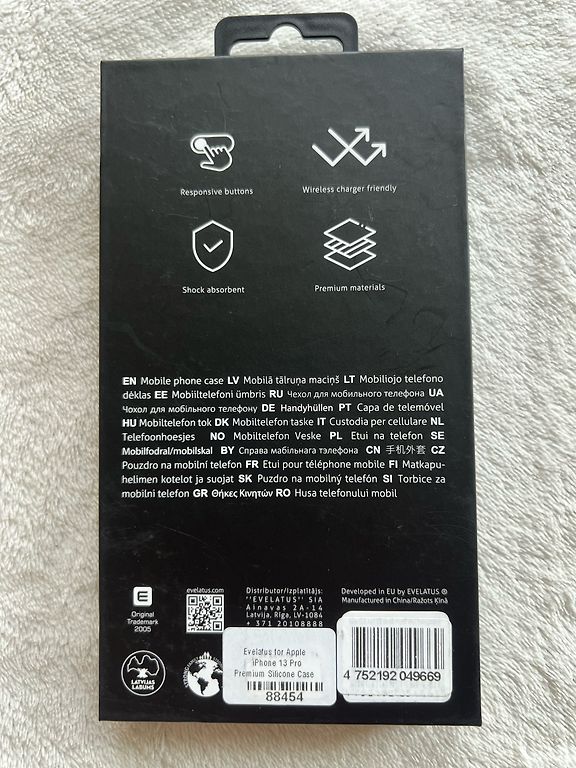 Responsive buttons
Wireless charger friendly
Shock absorbent
Premium materials
EN Mobile phone case LV Mobilā tālruņa maciņš LT Mobiliojo telefono
dėklas EE Mobiiltelefoni ümbris RU Чехол для мобильного телефона UA
Чохол для мобільного телефону DE Handyhüllen PT Capa de telemóvel
HU Mobiltelefon tok DK Mobiltelefon taske IT Custodia per cellulare NL
Telefoonhoesjes NO Mobiltelefon Veske PL Etui na telefon SE
Mobilfodral/mobilskal BY Справа мабільнага тэлефона CN 手机外套 CZ
Pouzdro na mobilní telefon FR Etui pour téléphone mobile FI Matkapu-
helimen kotelot ja suojat SK Puzdro na mobilný telefón SI Torbice za
mobilni telefon GR Θήκες Κινητών RO Husa telefonului mobil
E
Original
Trademark
2005
evelatus.com
Distributor/Izplatītājs:
''EVELATUS'' SIA
Ainavas 2A-14
Latvija, Rīga, LV-1084
+ 371 20108888
Developed in EU by EVELATUS ®
Manufactured in China/Ražots Ķīnā
LATVIJAS
LABUMS
Evelatus for Apple
iPhone 13 Pro
Premium Silicone Case
88454
4 752192 049669